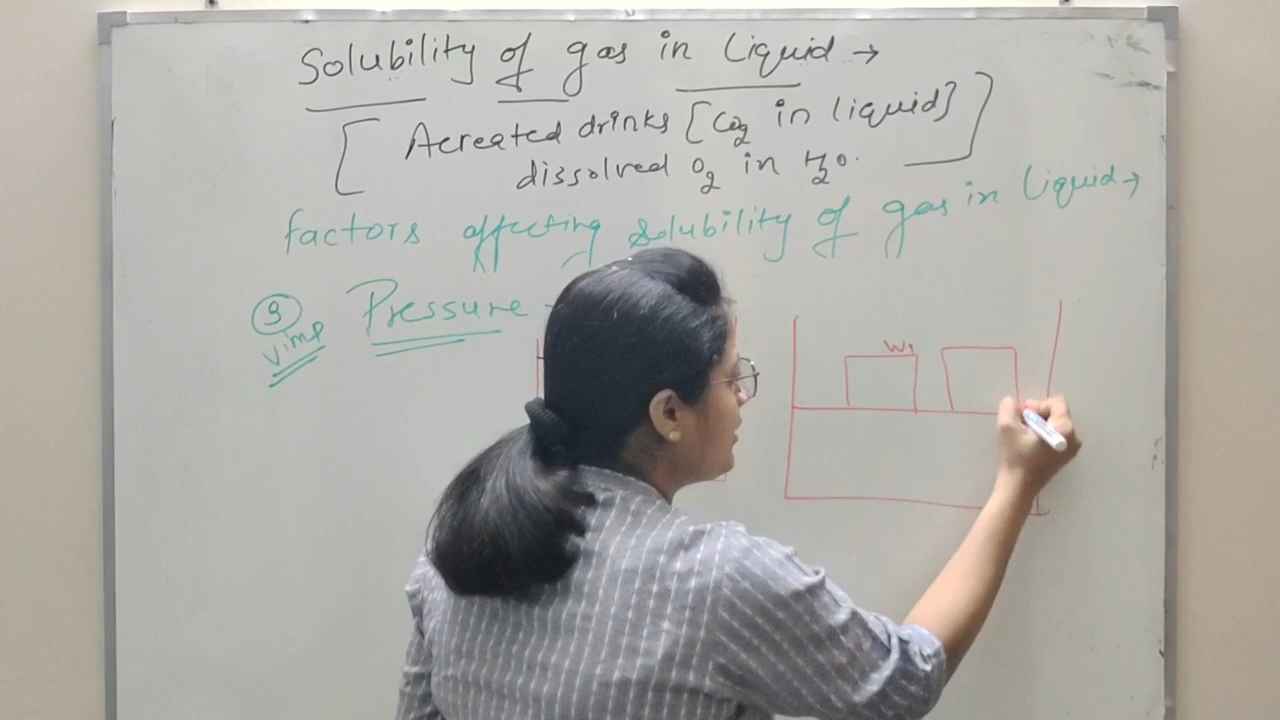 Solubility of gas in liquid →
[ Aereated drinks [CO2 in liquid]
dissolved O2 in H2O. ]
factors affecting solubility of gas in liquid →
③ Pressure
V.imp
W1